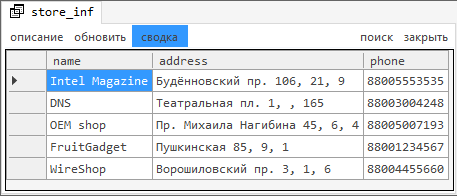 store_inf
описание обновить сводка поиск закрыть
name address phone
Intel Magazine Будённовский пр. 106, 21, 9 88005553535
DNS Театральная пл. 1, , 165 88003004248
OEM shop Пр. Михаила Нагибина 45, 6, 4 88005007193
FruitGadget Пушкинская 85, 9, 1 88001234567
WireShop Ворошиловский пр. 3, 1, 6 88004455660